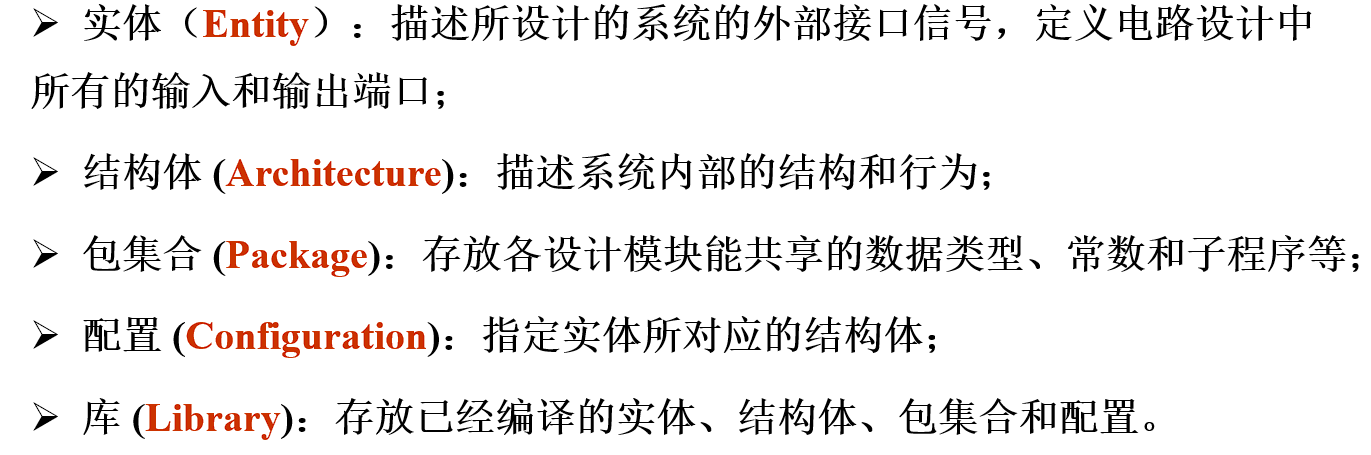 ➢ 实体（Entity）：描述所设计的系统的外部接口信号，定义电路设计中
所有的输入和输出端口；
➢ 结构体 (Architecture)：描述系统内部的结构和行为；
➢ 包集合 (Package)：存放各设计模块能共享的数据类型、常数和子程序等；
➢ 配置 (Configuration)：指定实体所对应的结构体；
➢ 库 (Library)：存放已经编译的实体、结构体、包集合和配置。